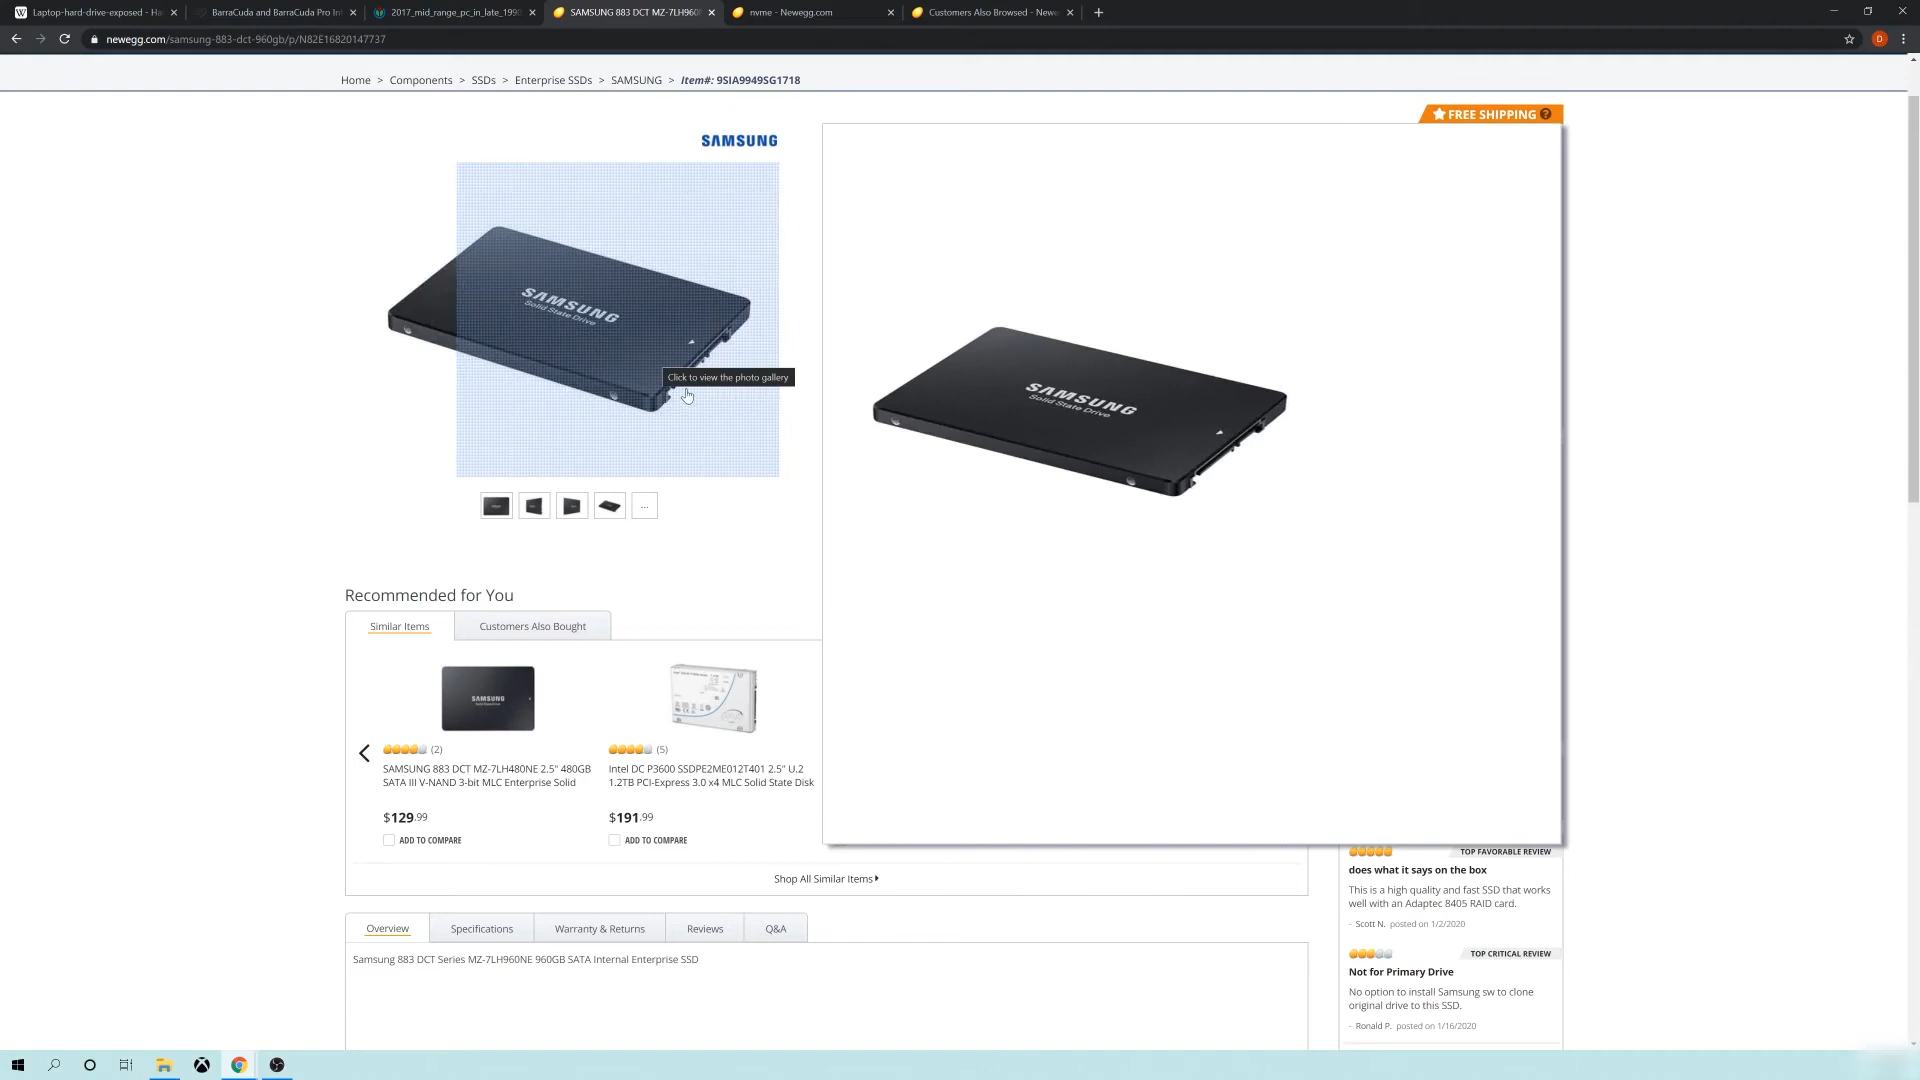 Laptop-hard-drive-exposed - Ha
BarraCuda and BarraCuda Pro In
2017_mid_range_pc_in_late_1990
SAMSUNG 883 DCT MZ-7LH960
nvme - Newegg.com
Customers Also Browsed - Newe
newegg.com/samsung-883-dct-960gb/p/N82E16820147737
D
Home > Components > SSDs > Enterprise SSDs > SAMSUNG > Item#: 9SIA9949SG1718
FREE SHIPPING ?
SAMSUNG
SAMSUNG
Solid State Drive
Click to view the photo gallery
SAMSUNG
Solid State Drive
...
Recommended for You
Similar Items
Customers Also Bought
SAMSUNG
(2)
(5)
SAMSUNG 883 DCT MZ-7LH480NE 2.5" 480GB
SATA III V-NAND 3-bit MLC Enterprise Solid
Intel DC P3600 SSDPE2ME012T401 2.5" U.2
1.2TB PCI-Express 3.0 x4 MLC Solid State Disk
$129.99
$191.99
ADD TO COMPARE
ADD TO COMPARE
Shop All Similar Items
Overview
Specifications
Warranty & Returns
Reviews
Q&A
Samsung 883 DCT Series MZ-7LH960NE 960GB SATA Internal Enterprise SSD
TOP FAVORABLE REVIEW
does what it says on the box
This is a high quality and fast SSD that works
well with an Adaptec 8405 RAID card.
- Scott N. posted on 1/2/2020
TOP CRITICAL REVIEW
Not for Primary Drive
No option to install Samsung sw to clone
original drive to this SSD.
- Ronald P. posted on 1/16/2020